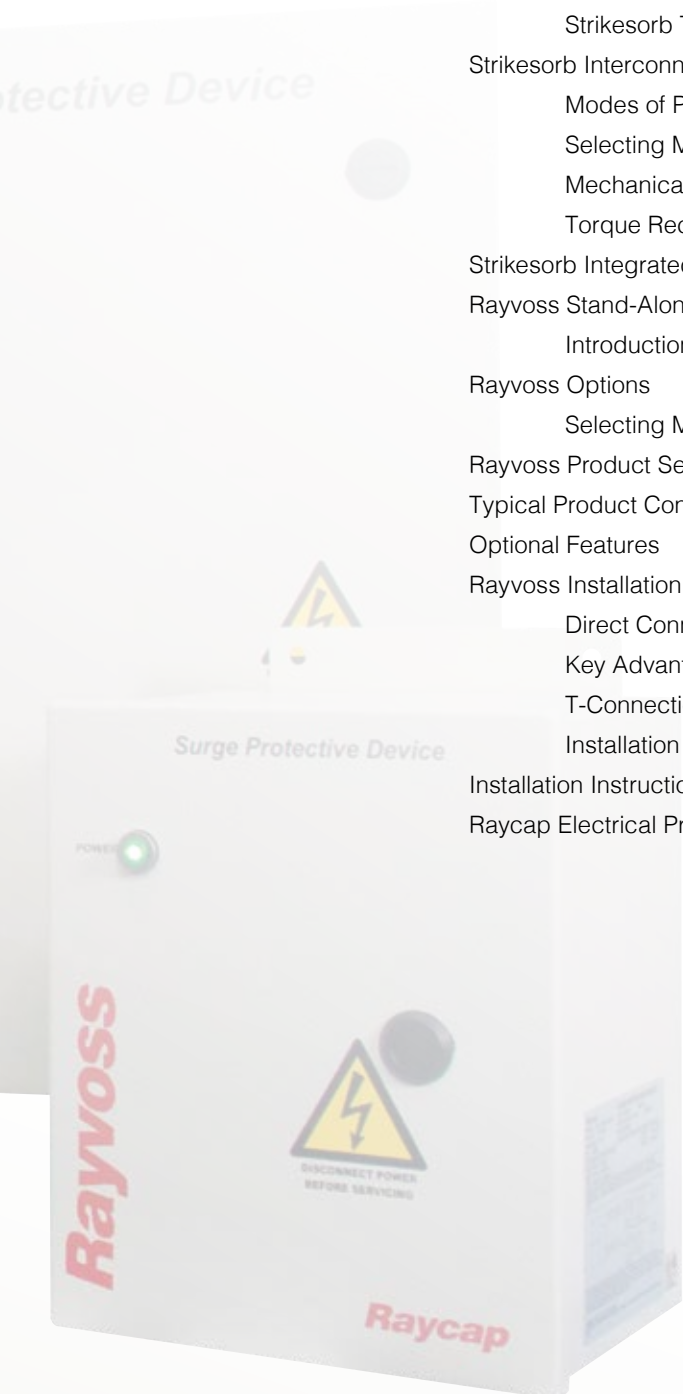 Strikesorb
Strikesorb Interconn
Modes of P
Selecting M
Mechanica
Torque Rec
Strikesorb Integrated
Rayvoss Stand-Alon
Introduction
Rayvoss Options
Selecting M
Rayvoss Product Se
Typical Product Con
Optional Features
Rayvoss Installation
Direct Conn
Key Advant
T-Connecti
Installation
Installation Instructio
Raycap Electrical Pr
tective Device
Surge Protective Device
POWER
Rayvoss
DISCONNECT POWER
BEFORE SERVICING
Raycap